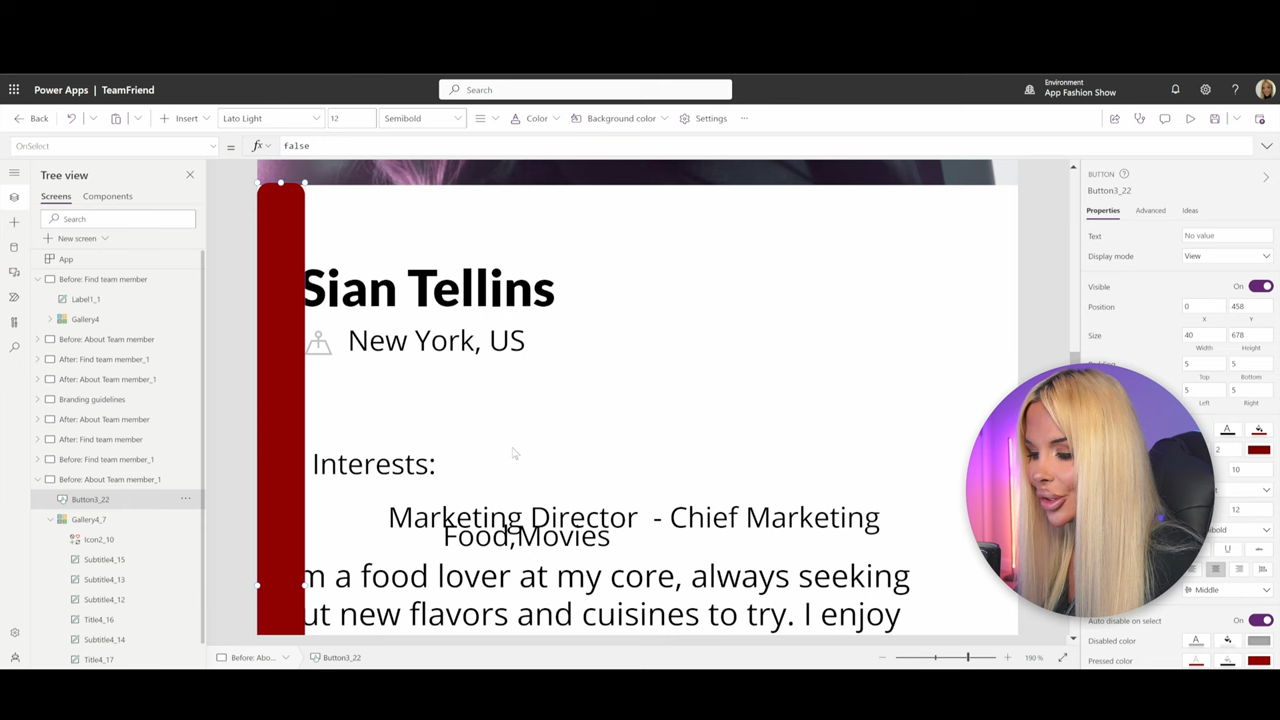 Power Apps | TeamFriend
Search
Environment
App Fashion Show
Back
Insert
Lato Light
12
Semibold
Color
Background color
Settings
OnSelect
=
fx
false
Tree view
Screens
Components
Search
New screen
App
Before: Find team member
Label1_1
Gallery4
Before: About Team member
After: Find team member_1
After: About Team member_1
Branding guidelines
After: About Team member
After: Find team member
Before: Find team member_1
Before: About Team member_1
Button3_22
Gallery4_7
Icon2_10
Subtitle4_15
Subtitle4_13
Subtitle4_12
Title4_16
Subtitle4_14
Title4_17
Sian Tellins
New York, US
Interests:
Marketing Director - Chief Marketing
Food,Movies
m a food lover at my core, always seeking
ut new flavors and cuisines to try. I enjoy
Before: Abo...
Button3_22
190 %
BUTTON
Button3_22
Properties
Advanced
Ideas
Text
No value
Display mode
View
Visible
On
Position
0
458
X
Y
Size
40
678
Width
Height
Padding
5
5
Top
Bottom
5
5
Left
Right
2
10
12
Middle
Auto disable on select
On
Disabled color
Pressed color